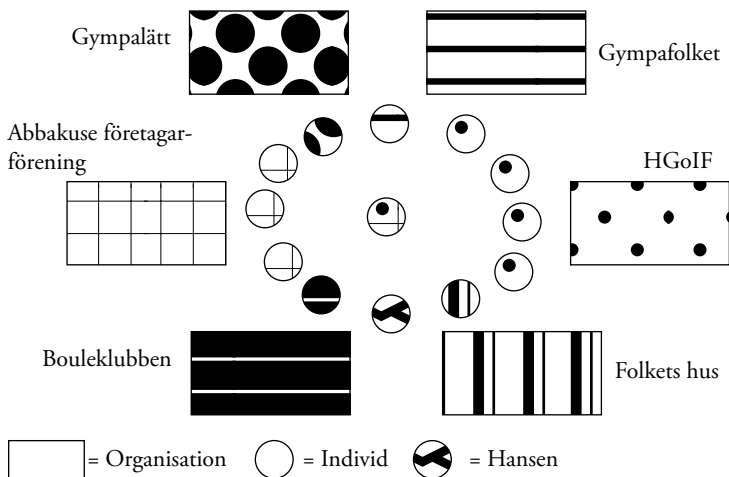 Gympalätt
Gympafolket
Abbakuse företagar-
förening
HGoIF
Bouleklubben
Folkets hus
= Organisation = Individ = Hansen